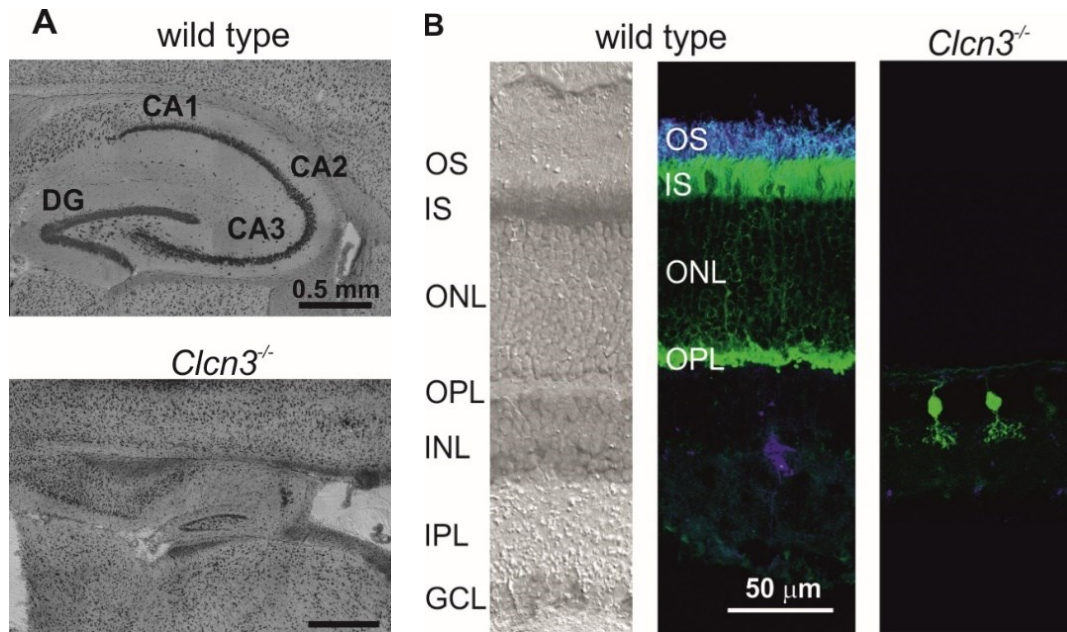 A
wild type
CA1
CA2
DG
CA3
0.5 mm
Clcn3-/-
B
wild type
Clcn3-/-
OS
IS
ONL
OPL
INL
IPL
GCL
OS
IS
ONL
OPL
50 μm